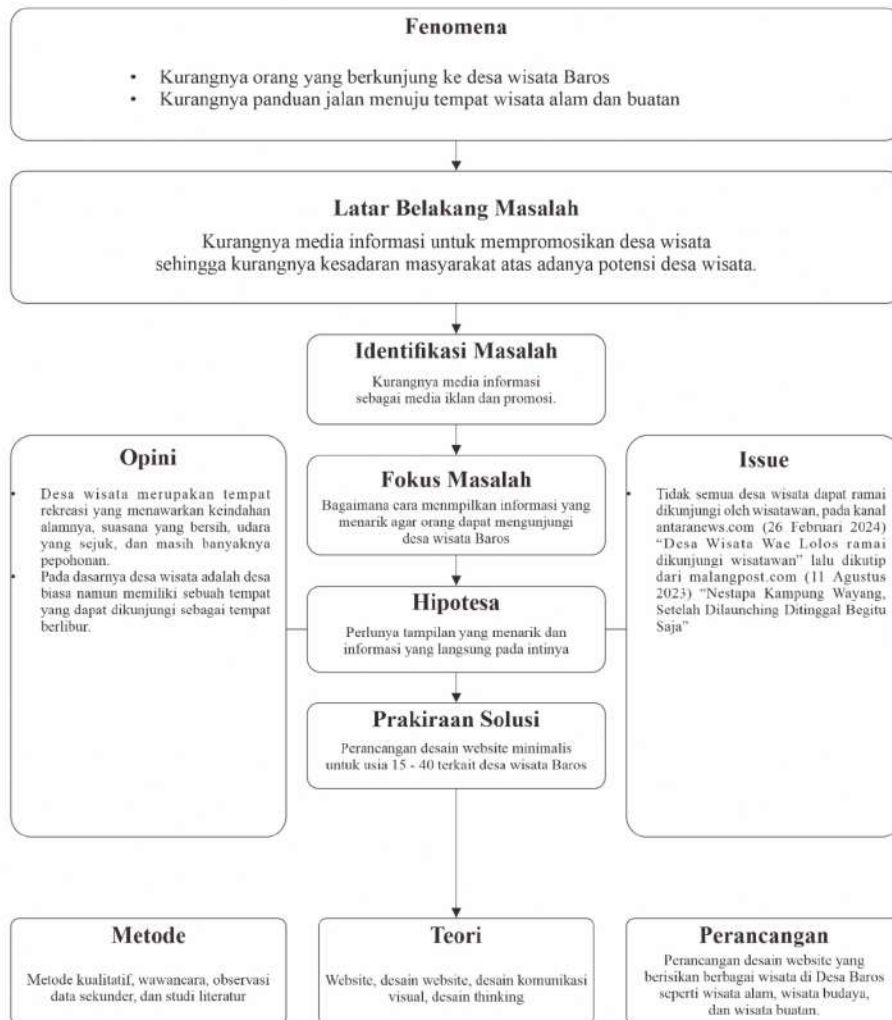 Fenomena
• Kurangnya orang yang berkunjung ke desa wisata Baros
• Kurangnya panduan jalan menuju tempat wisata alam dan buatan
Latar Belakang Masalah
Kurangnya media informasi untuk mempromosikan desa wisata
sehingga kurangnya kesadaran masyarakat atas adanya potensi desa wisata.
Identifikasi Masalah
Kurangnya media informasi
sebagai media iklan dan promosi.
Opini
• Desa wisata merupakan tempat
rekreasi yang menawarkan keindahan
alamnya, suasana yang bersih, udara
yang sejuk, dan masih banyaknya
pepohonan.
• Pada dasarnya desa wisata adalah desa
biasa namun memiliki sebuah tempat
yang dapat dikunjungi sebagai tempat
berlibur.
Fokus Masalah
Bagaimana cara menmpilkan informasi yang
menarik agar orang dapat mengunjungi
desa wisata Baros
Hipotesa
Perlunya tampilan yang menarik dan
informasi yang langsung pada intinya
Prakiraan Solusi
Perancangan desain website minimalis
untuk usia 15 - 40 terkait desa wisata Baros
Issue
• Tidak semua desa wisata dapat ramai
dikunjungi oleh wisatawan, pada kanal
antaranews.com (26 Februari 2024)
“Desa Wisata Wae Lolos ramai
dikunjungi wisatawan” lalu dikutip
dari malangpost.com (11 Agustus
2023) “Nestapa Kampung Wayang,
Setelah Dilaunching Ditinggal Begitu
Saja”
Metode
Metode kualitatif, wawancara, observasi
data sekunder, dan studi literatur
Teori
Website, desain website, desain komunikasi
visual, desain thinking
Perancangan
Perancangan desain website yang
berisikan berbagai wisata di Desa Baros
seperti wisata alam, wisata budaya,
dan wisata buatan.